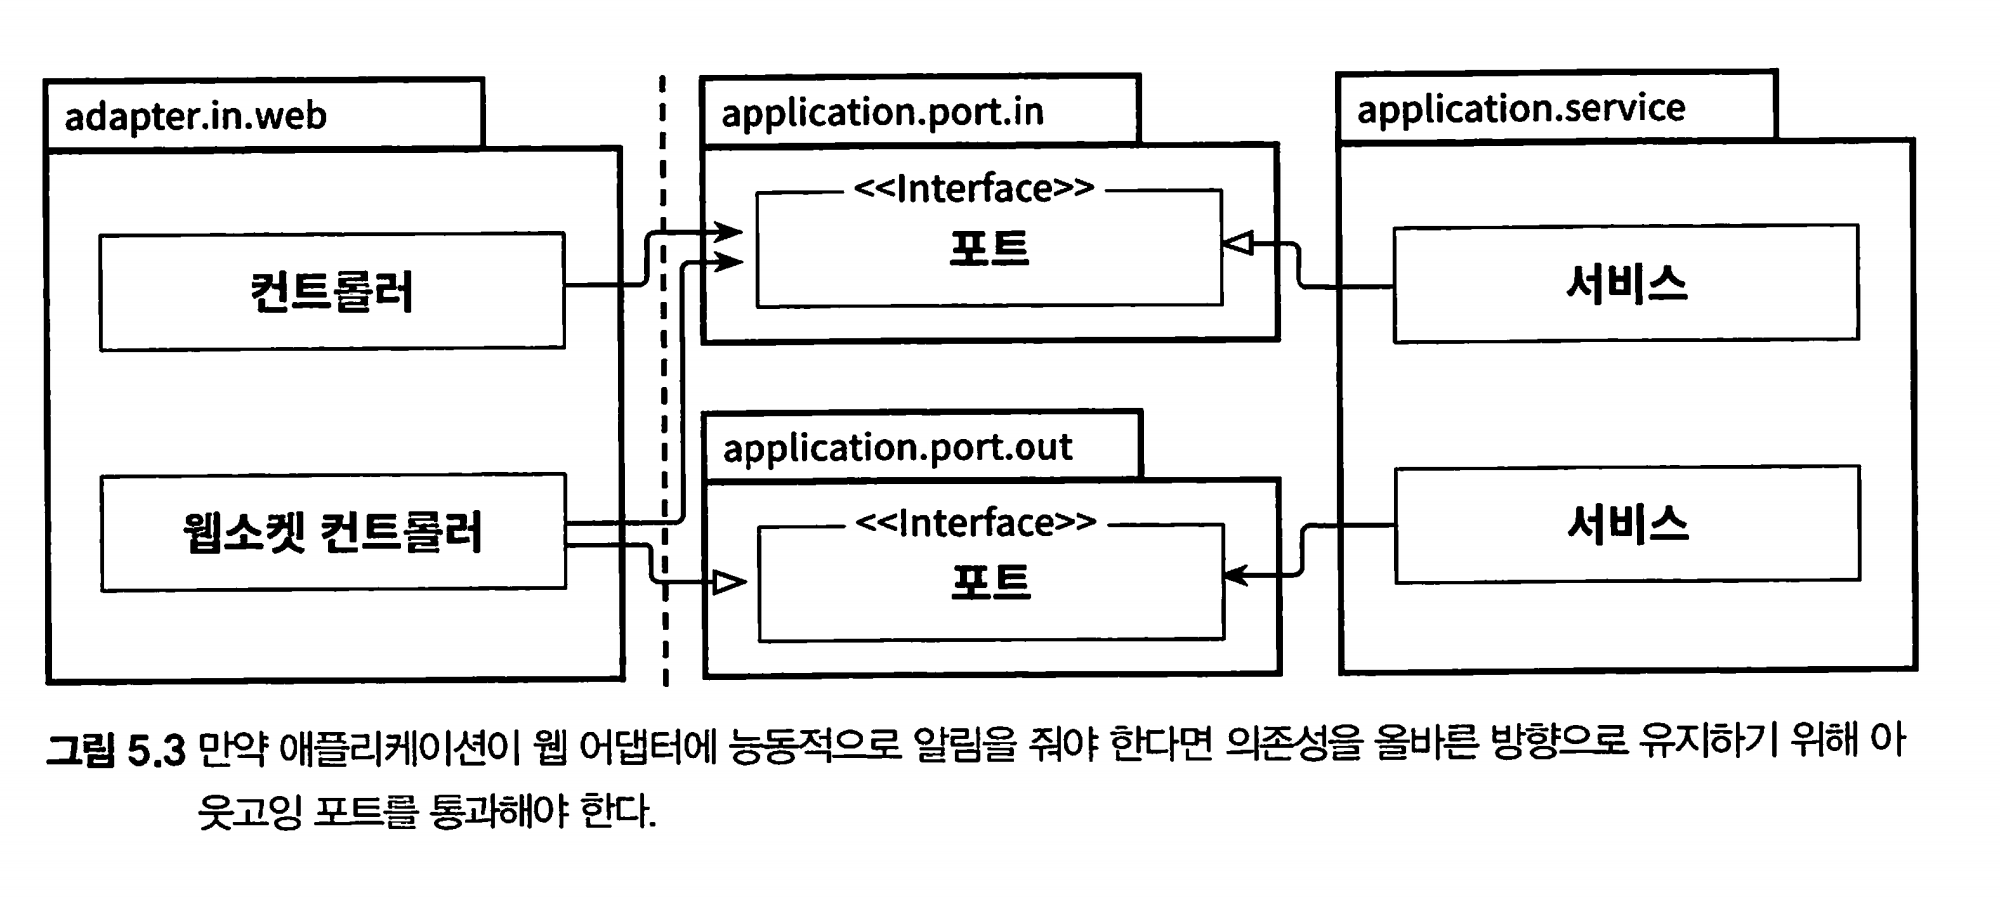 adapter.in.web
컨트롤러
웹소켓 컨트롤러
application.port.in
<<Interface>>
포트
application.port.out
<<Interface>>
포트
application.service
서비스
서비스
그림 5.3 만약 애플리케이션이 웹 어댑터에 능동적으로 알림을 줘야 한다면 의존성을 올바른 방향으로 유지하기 위해 아
웃고잉 포트를 통과해야 한다.